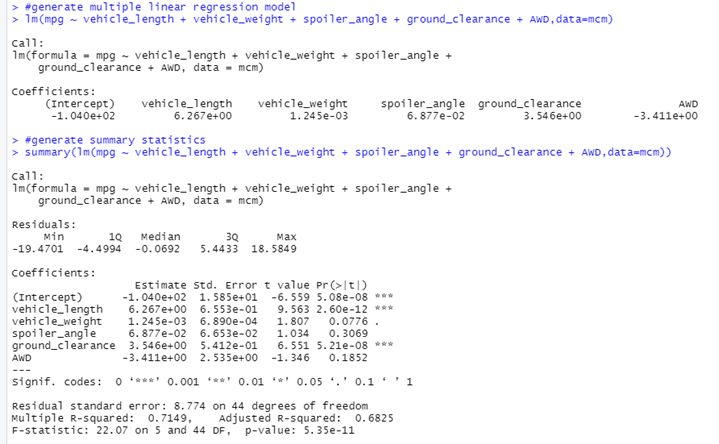 > #generate multiple linear regression model
> lm(mpg ~ vehicle_length + vehicle_weight + spoiler_angle + ground_clearance + AWD,data=mcm)
Call:
lm(formula = mpg ~ vehicle_length + vehicle_weight + spoiler_angle +
    ground_clearance + AWD, data = mcm)
Coefficients:
     (Intercept)    vehicle_length    vehicle_weight     spoiler_angle  ground_clearance               AWD
      -1.040e+02         6.267e+00         1.245e-03         6.877e-02         3.546e+00        -3.411e+00
> #generate summary statistics
> summary(lm(mpg ~ vehicle_length + vehicle_weight + spoiler_angle + ground_clearance + AWD,data=mcm))
Call:
lm(formula = mpg ~ vehicle_length + vehicle_weight + spoiler_angle +
    ground_clearance + AWD, data = mcm)
Residuals:
     Min       1Q   Median       3Q      Max
-19.4701  -4.4994  -0.0692   5.4433  18.5849
Coefficients:
                   Estimate Std. Error t value Pr(>|t|)
(Intercept)      -1.040e+02  1.585e+01  -6.559 5.08e-08 ***
vehicle_length    6.267e+00  6.553e-01   9.563 2.60e-12 ***
vehicle_weight    1.245e-03  6.890e-04   1.807   0.0776 .
spoiler_angle     6.877e-02  6.653e-02   1.034   0.3069
ground_clearance  3.546e+00  5.412e-01   6.551 5.21e-08 ***
AWD              -3.411e+00  2.535e+00  -1.346   0.1852
---
Signif. codes:  0 ‘***’ 0.001 ‘**’ 0.01 ‘*’ 0.05 ‘.’ 0.1 ‘ ’ 1
Residual standard error: 8.774 on 44 degrees of freedom
Multiple R-squared:  0.7149,    Adjusted R-squared:  0.6825
F-statistic: 22.07 on 5 and 44 DF,  p-value: 5.35e-11